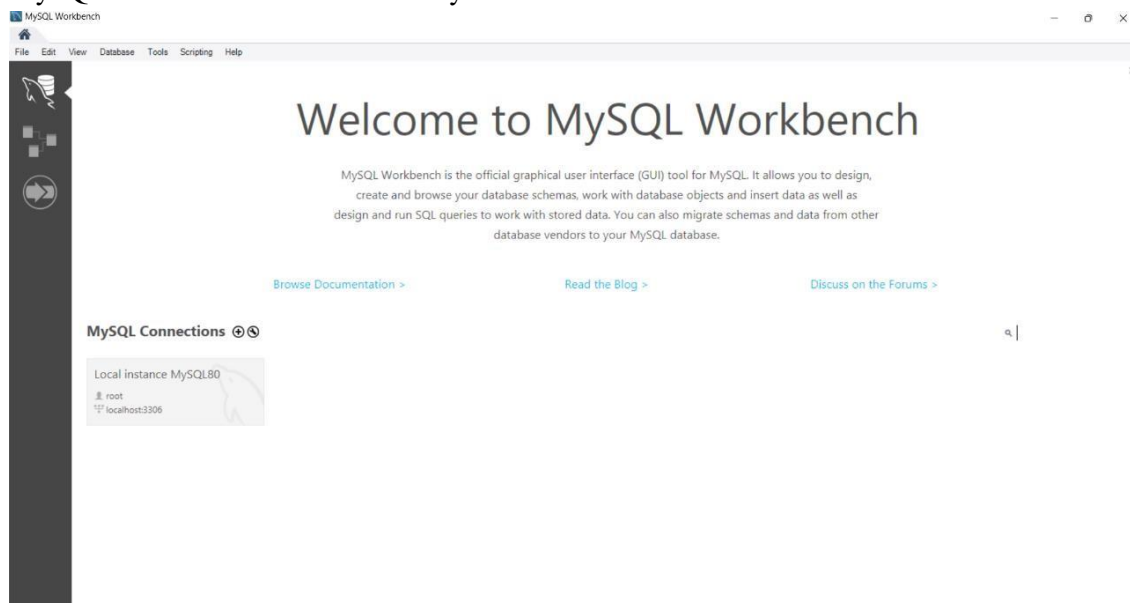 MySQL Workbench
File Edit View Database Tools Scripting Help
Welcome to MySQL Workbench
MySQL Workbench is the official graphical user interface (GUI) tool for MySQL. It allows you to design,
create and browse your database schemas, work with database objects and insert data as well as
design and run SQL queries to work with stored data. You can also migrate schemas and data from other
database vendors to your MySQL database.
Browse Documentation > Read the Blog > Discuss on the Forums >
MySQL Connections
Local instance MySQL80
root
localhost:3306